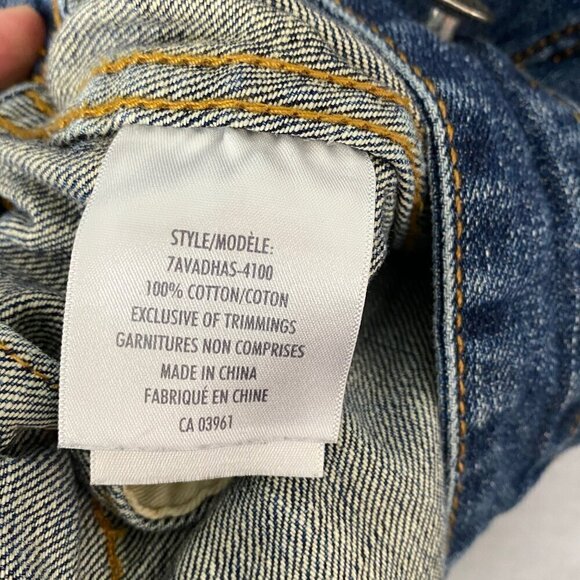 STYLE/MODÈLE:
7AVADHAS-4100
100% COTTON/COTON
EXCLUSIVE OF TRIMMINGS
GARNITURES NON COMPRISES
MADE IN CHINA
FABRIQUÉ EN CHINE
CA 03961